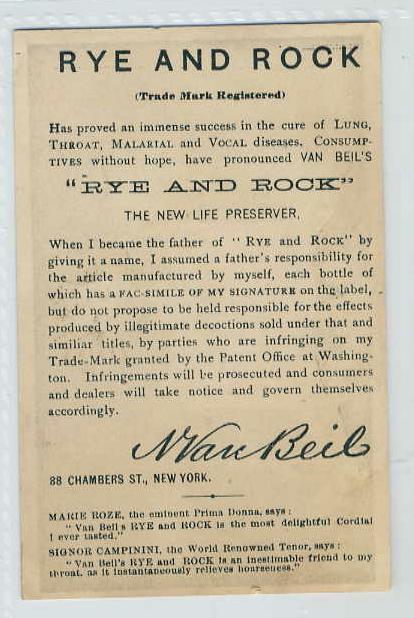 RYE AND ROCK
(Trade Mark Registered)
Has proved an immense success in the cure of LUNG,
THROAT, MALARIAL and VOCAL diseases. CONSUMP-
TIVES without hope, have pronounced VAN BEIL'S
"RYE AND ROCK"
THE NEW LIFE PRESERVER,
When I became the father of "RYE and ROCK" by
giving it a name, I assumed a father's responsibility for
the article manufactured by myself, each bottle of
which has a FAC-SIMILE OF MY SIGNATURE on the label,
but do not propose to be held responsible for the effects
produced by illegitimate decoctions sold under that and
similiar titles, by parties who are infringing on my
Trade-Mark granted by the Patent Office at Washing-
ton. Infringements will be prosecuted and consumers
and dealers will take notice and govern themselves
accordingly.
N Van Beil
88 CHAMBERS ST., NEW YORK.
MARIE ROZE, the eminent Prima Donna, says:
"Van Beil's RYE and ROCK is the most delightful Cordial
I ever tasted."
SIGNOR CAMPININI, the World Renowned Tenor, says:
"Van Beil's RYE and ROCK is an inestimable friend to my
throat, as it instantaneously relieves hoarseness."